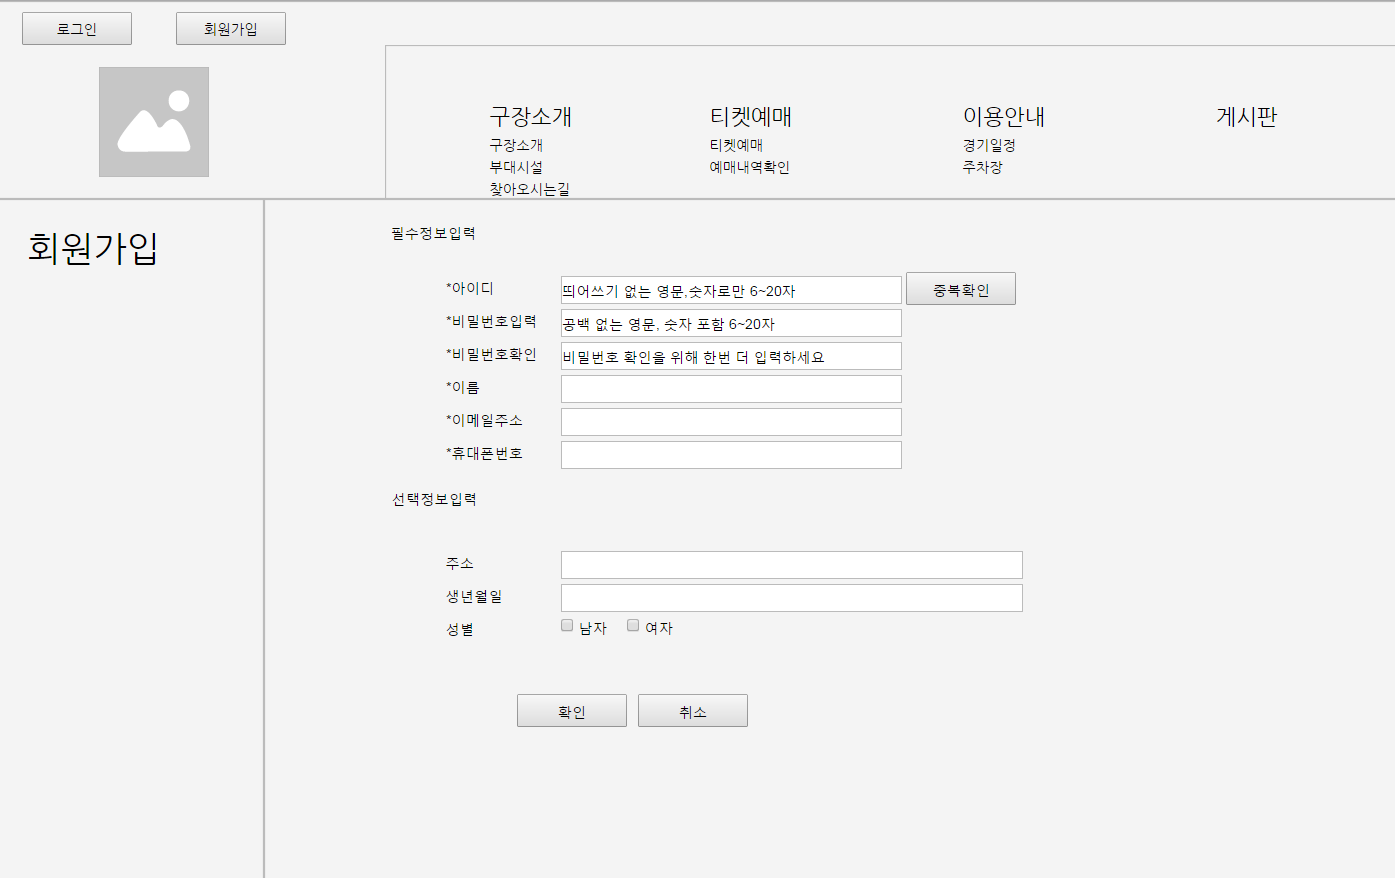 로그인
회원가입
구장소개
구장소개
부대시설
찾아오시는길
티켓예매
티켓예매
예매내역확인
이용안내
경기일정
주차장
게시판
회원가입
필수정보입력
*아이디 띄어쓰기 없는 영문,숫자로만 6~20자 중복확인
*비밀번호입력 공백 없는 영문, 숫자 포함 6~20자
*비밀번호확인 비밀번호 확인을 위해 한번 더 입력하세요
*이름
*이메일주소
*휴대폰번호
선택정보입력
주소
생년월일
성별 남자 여자
확인 취소